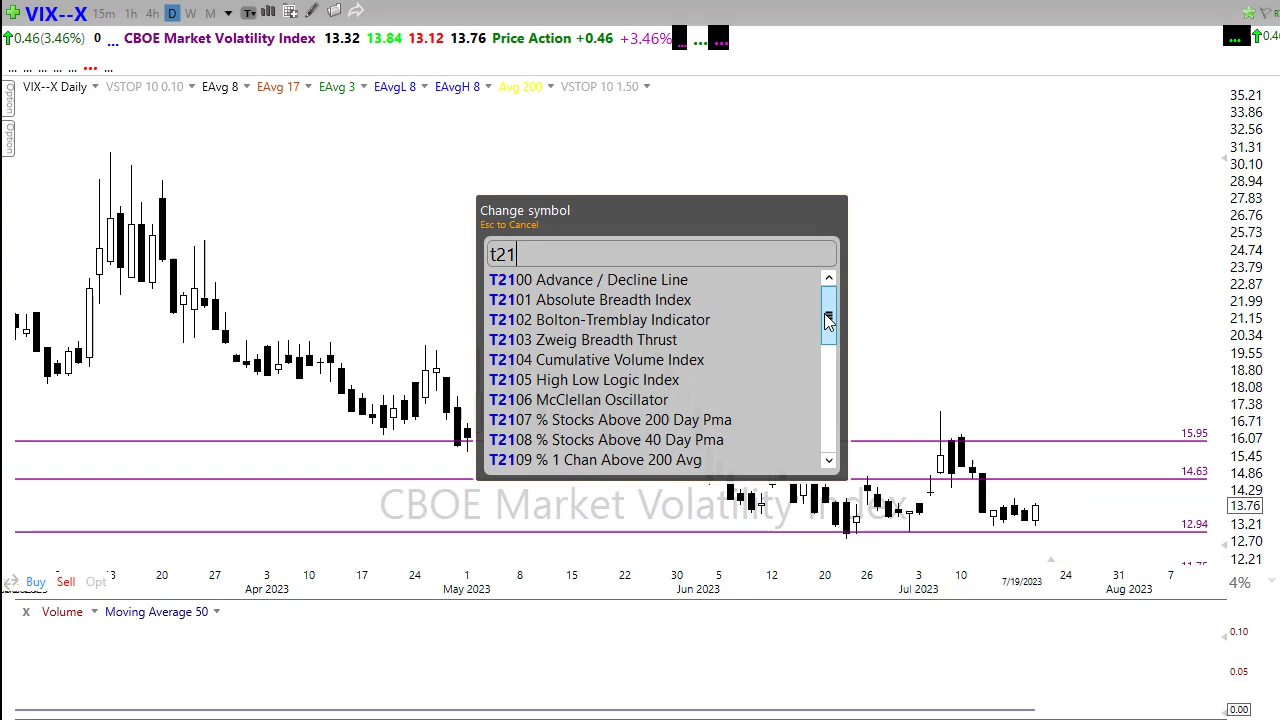 VIX--X 15m 1h 4h D W M T
0.46(3.46%) 0 ... CBOE Market Volatility Index 13.32 13.84 13.12 13.76 Price Action +0.46 +3.46% ... ... ... ... 0.46
... ... ... ... ... ... ...
VIX--X Daily VSTOP 10 0.10 EAvg 8 EAvg 17 EAvg 3 EAvgL 8 EAvgH 8 Avg 200 VSTOP 10 1.50
Option
Option
35.21
33.86
32.56
31.31
30.10
28.94
27.83
26.76
25.73
24.74
23.79
22.87
21.99
21.15
20.34
19.55
18.80
18.08
17.38
16.71
16.07
15.45
14.86
14.29
13.76
13.21
12.70
12.21
Change symbol
Esc to Cancel
t21
T2100 Advance / Decline Line
T2101 Absolute Breadth Index
T2102 Bolton-Tremblay Indicator
T2103 Zweig Breadth Thrust
T2104 Cumulative Volume Index
T2105 High Low Logic Index
T2106 McClellan Oscillator
T2107 % Stocks Above 200 Day Pma
T2108 % Stocks Above 40 Day Pma
T2109 % 1 Chan Above 200 Avg
15.95
14.63
12.94
CBOE Market Volatility Index
20 27 3 10 17 24 1 8 15 22 30 5 12 20 26 3 10 7/19/2023 24 31 7
Buy Sell Opt 4%
Apr 2023 May 2023 Jun 2023 Jul 2023 Aug 2023
X Volume Moving Average 50
0.10
0.05
0.00